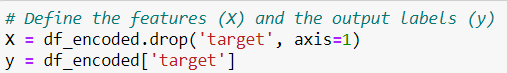 # Define the features (X) and the output labels (y)
X = df_encoded.drop('target', axis=1)
y = df_encoded['target']